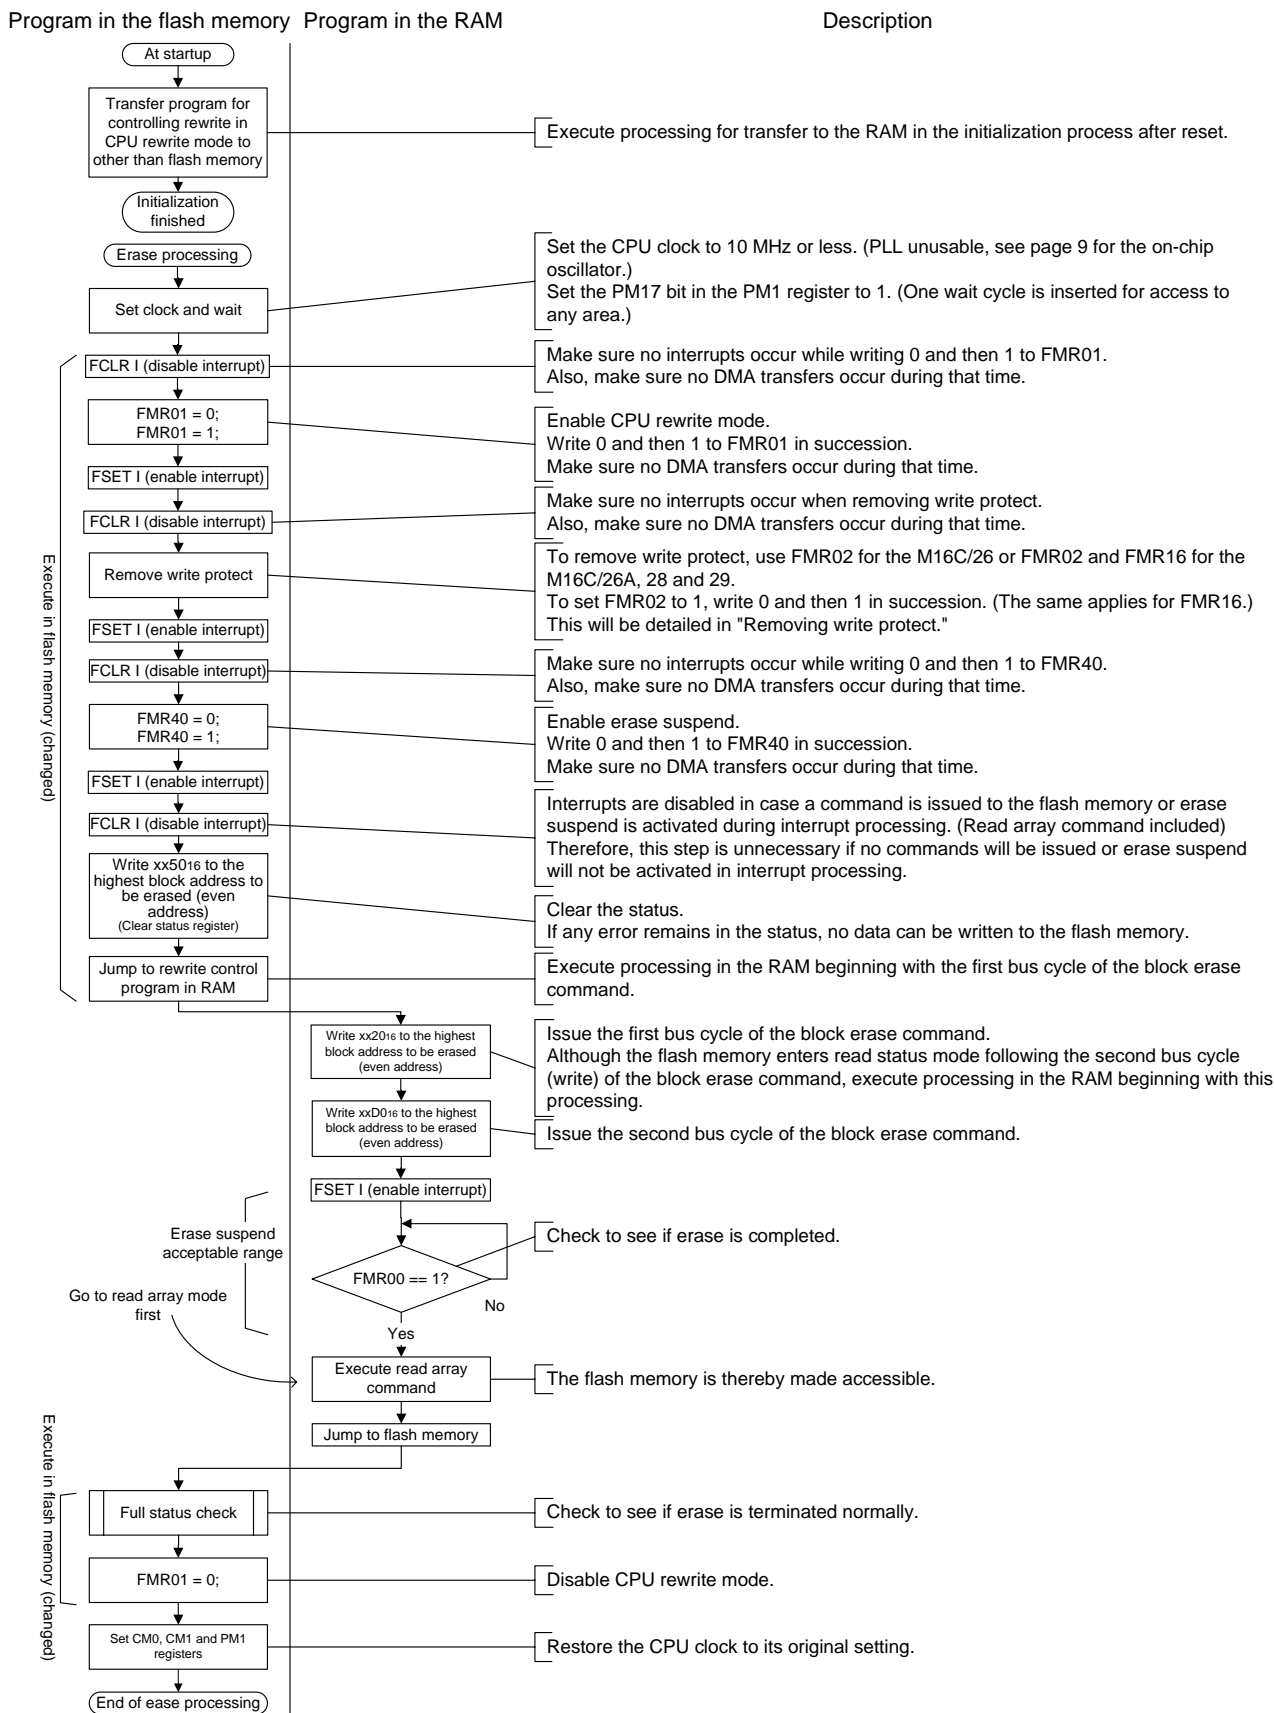 Program in the flash memory Program in the RAM Description
At startup
Transfer program for
controlling rewrite in
CPU rewrite mode to
other than flash memory
Execute processing for transfer to the RAM in the initialization process after reset.
Initialization
finished
Erase processing
Set clock and wait
Set the CPU clock to 10 MHz or less. (PLL unusable, see page 9 for the on-chip
oscillator.)
Set the PM17 bit in the PM1 register to 1. (One wait cycle is inserted for access to
any area.)
Execute in flash memory (changed)
FCLR I (disable interrupt)
Make sure no interrupts occur while writing 0 and then 1 to FMR01.
Also, make sure no DMA transfers occur during that time.
FMR01 = 0;
FMR01 = 1;
Enable CPU rewrite mode.
Write 0 and then 1 to FMR01 in succession.
Make sure no DMA transfers occur during that time.
FSET I (enable interrupt)
FCLR I (disable interrupt)
Make sure no interrupts occur when removing write protect.
Also, make sure no DMA transfers occur during that time.
Remove write protect
To remove write protect, use FMR02 for the M16C/26 or FMR02 and FMR16 for the
M16C/26A, 28 and 29.
To set FMR02 to 1, write 0 and then 1 in succession. (The same applies for FMR16.)
This will be detailed in "Removing write protect."
FSET I (enable interrupt)
FCLR I (disable interrupt)
Make sure no interrupts occur while writing 0 and then 1 to FMR40.
Also, make sure no DMA transfers occur during that time.
FMR40 = 0;
FMR40 = 1;
Enable erase suspend.
Write 0 and then 1 to FMR40 in succession.
Make sure no DMA transfers occur during that time.
FSET I (enable interrupt)
FCLR I (disable interrupt)
Interrupts are disabled in case a command is issued to the flash memory or erase
suspend is activated during interrupt processing. (Read array command included)
Therefore, this step is unnecessary if no commands will be issued or erase suspend
will not be activated in interrupt processing.
Write xx5016 to the
highest block address to
be erased (even
address)
(Clear status register)
Clear the status.
If any error remains in the status, no data can be written to the flash memory.
Jump to rewrite control
program in RAM
Execute processing in the RAM beginning with the first bus cycle of the block erase
command.
Write xx2016 to the highest
block address to be erased
(even address)
Issue the first bus cycle of the block erase command.
Although the flash memory enters read status mode following the second bus cycle
(write) of the block erase command, execute processing in the RAM beginning with this
processing.
Write xxD016 to the highest
block address to be erased
(even address)
Issue the second bus cycle of the block erase command.
FSET I (enable interrupt)
Erase suspend
acceptable range
Check to see if erase is completed.
FMR00 == 1?
No
Yes
Go to read array mode
first
Execute read array
command
The flash memory is thereby made accessible.
Jump to flash memory
Execute in flash memory (changed)
Full status check
Check to see if erase is terminated normally.
FMR01 = 0;
Disable CPU rewrite mode.
Set CM0, CM1 and PM1
registers
Restore the CPU clock to its original setting.
End of ease processing